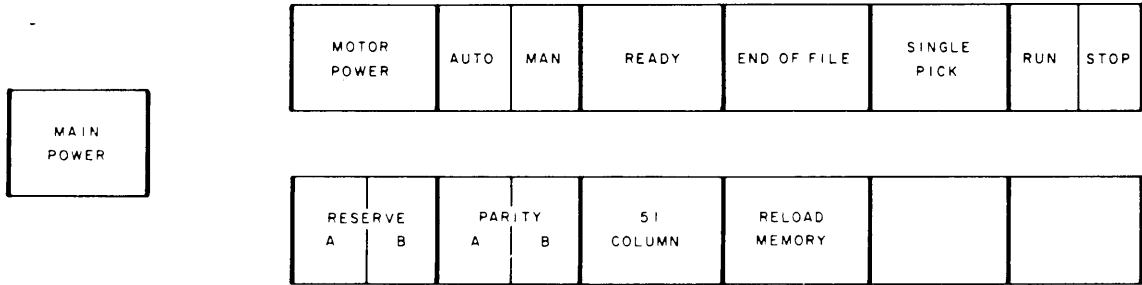 MOTOR
POWER
AUTO
MAN
READY
END OF FILE
SINGLE
PICK
RUN
STOP
MAIN
POWER
RESERVE
A B
PARITY
A B
51
COLUMN
RELOAD
MEMORY